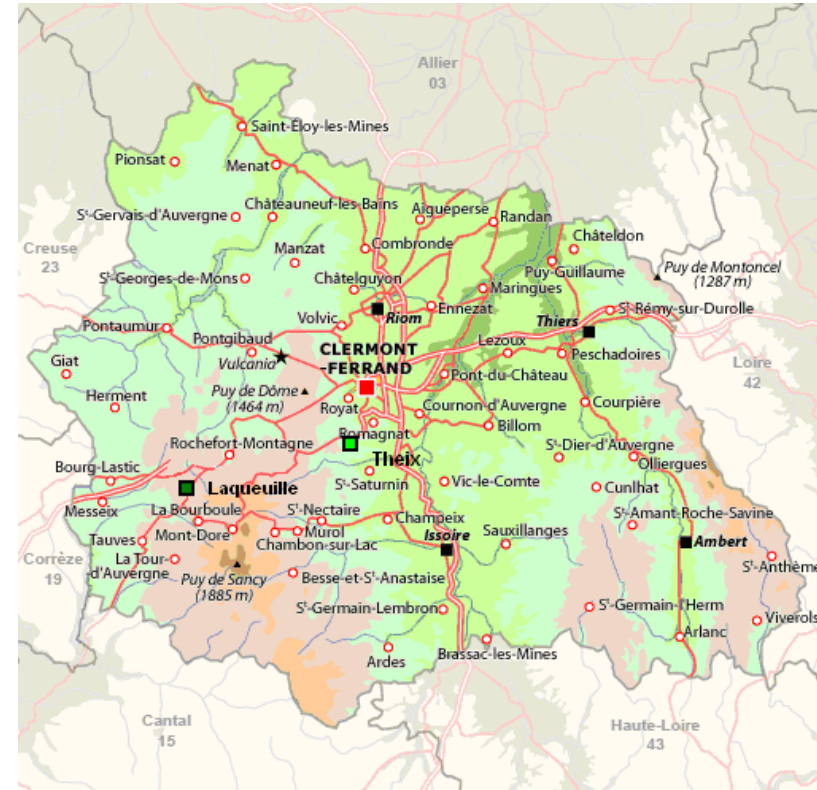 Allier
03
Saint-Éloy-les-Mines
Pionsat
Menat
Châteauneuf-les-Bains
Sᵗ-Gervais-d'Auvergne
Aigueperse
Randan
Châteldon
Creuse
23
Manzat
Combronde
Puy-Guillaume
Puy de Montoncel
(1287 m)
Sᵗ-Georges-de-Mons
Châtelguyon
Maringues
Ennezat
Sᵗ-Rémy-sur-Durolle
Volvic
Riom
Thiers
Pontaumur
Pontgibaud
Lezoux
CLERMONT
-FERRAND
Peschadoires
Giat
Vulcania
Loire
42
Pont-du-Château
Puy de Dôme
(1464 m)
Herment
Royat
Cournon-d'Auvergne
Courpière
Romagnat
Billom
Rochefort-Montagne
Theix
Sᵗ-Dier-d'Auvergne
Olliergues
Bourg-Lastic
Sᵗ-Saturnin
Vic-le-Comte
Cunlhat
Laqueuille
Messeix
La Bourboule
Sᵗ-Nectaire
Champeix
Sᵗ-Amant-Roche-Savine
Mont-Dore
Murol
Issoire
Sauxillanges
Tauves
Chambon-sur-Lac
Ambert
Corrèze
19
La Tour
-d'Auvergne
Puy de Sancy
(1885 m)
Besse-et-Sᵗ-Anastaise
Sᵗ-Anthème
Sᵗ-Germain-Lembron
Sᵗ-Germain-l'Herm
Viverols
Arlanc
Ardes
Brassac-les-Mines
Cantal
15
Haute-Loire
43